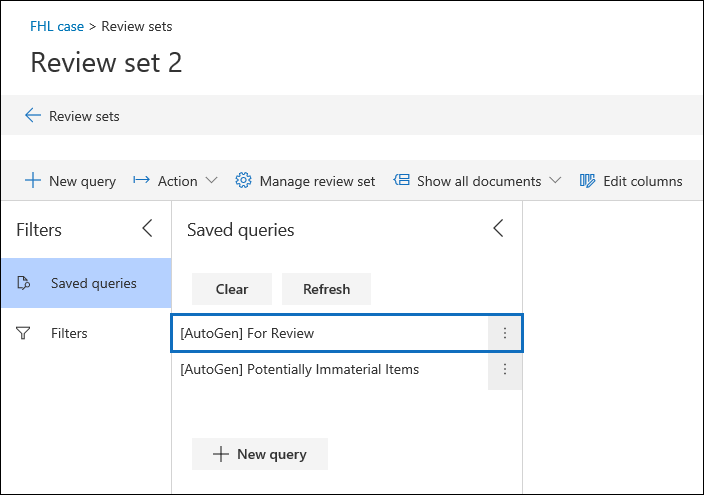 FHL case > Review sets
Review set 2
Review sets
New query Action Manage review set Show all documents Edit columns
Filters
Saved queries
Filters
Saved queries
Clear Refresh
[AutoGen] For Review
[AutoGen] Potentially Immaterial Items
New query